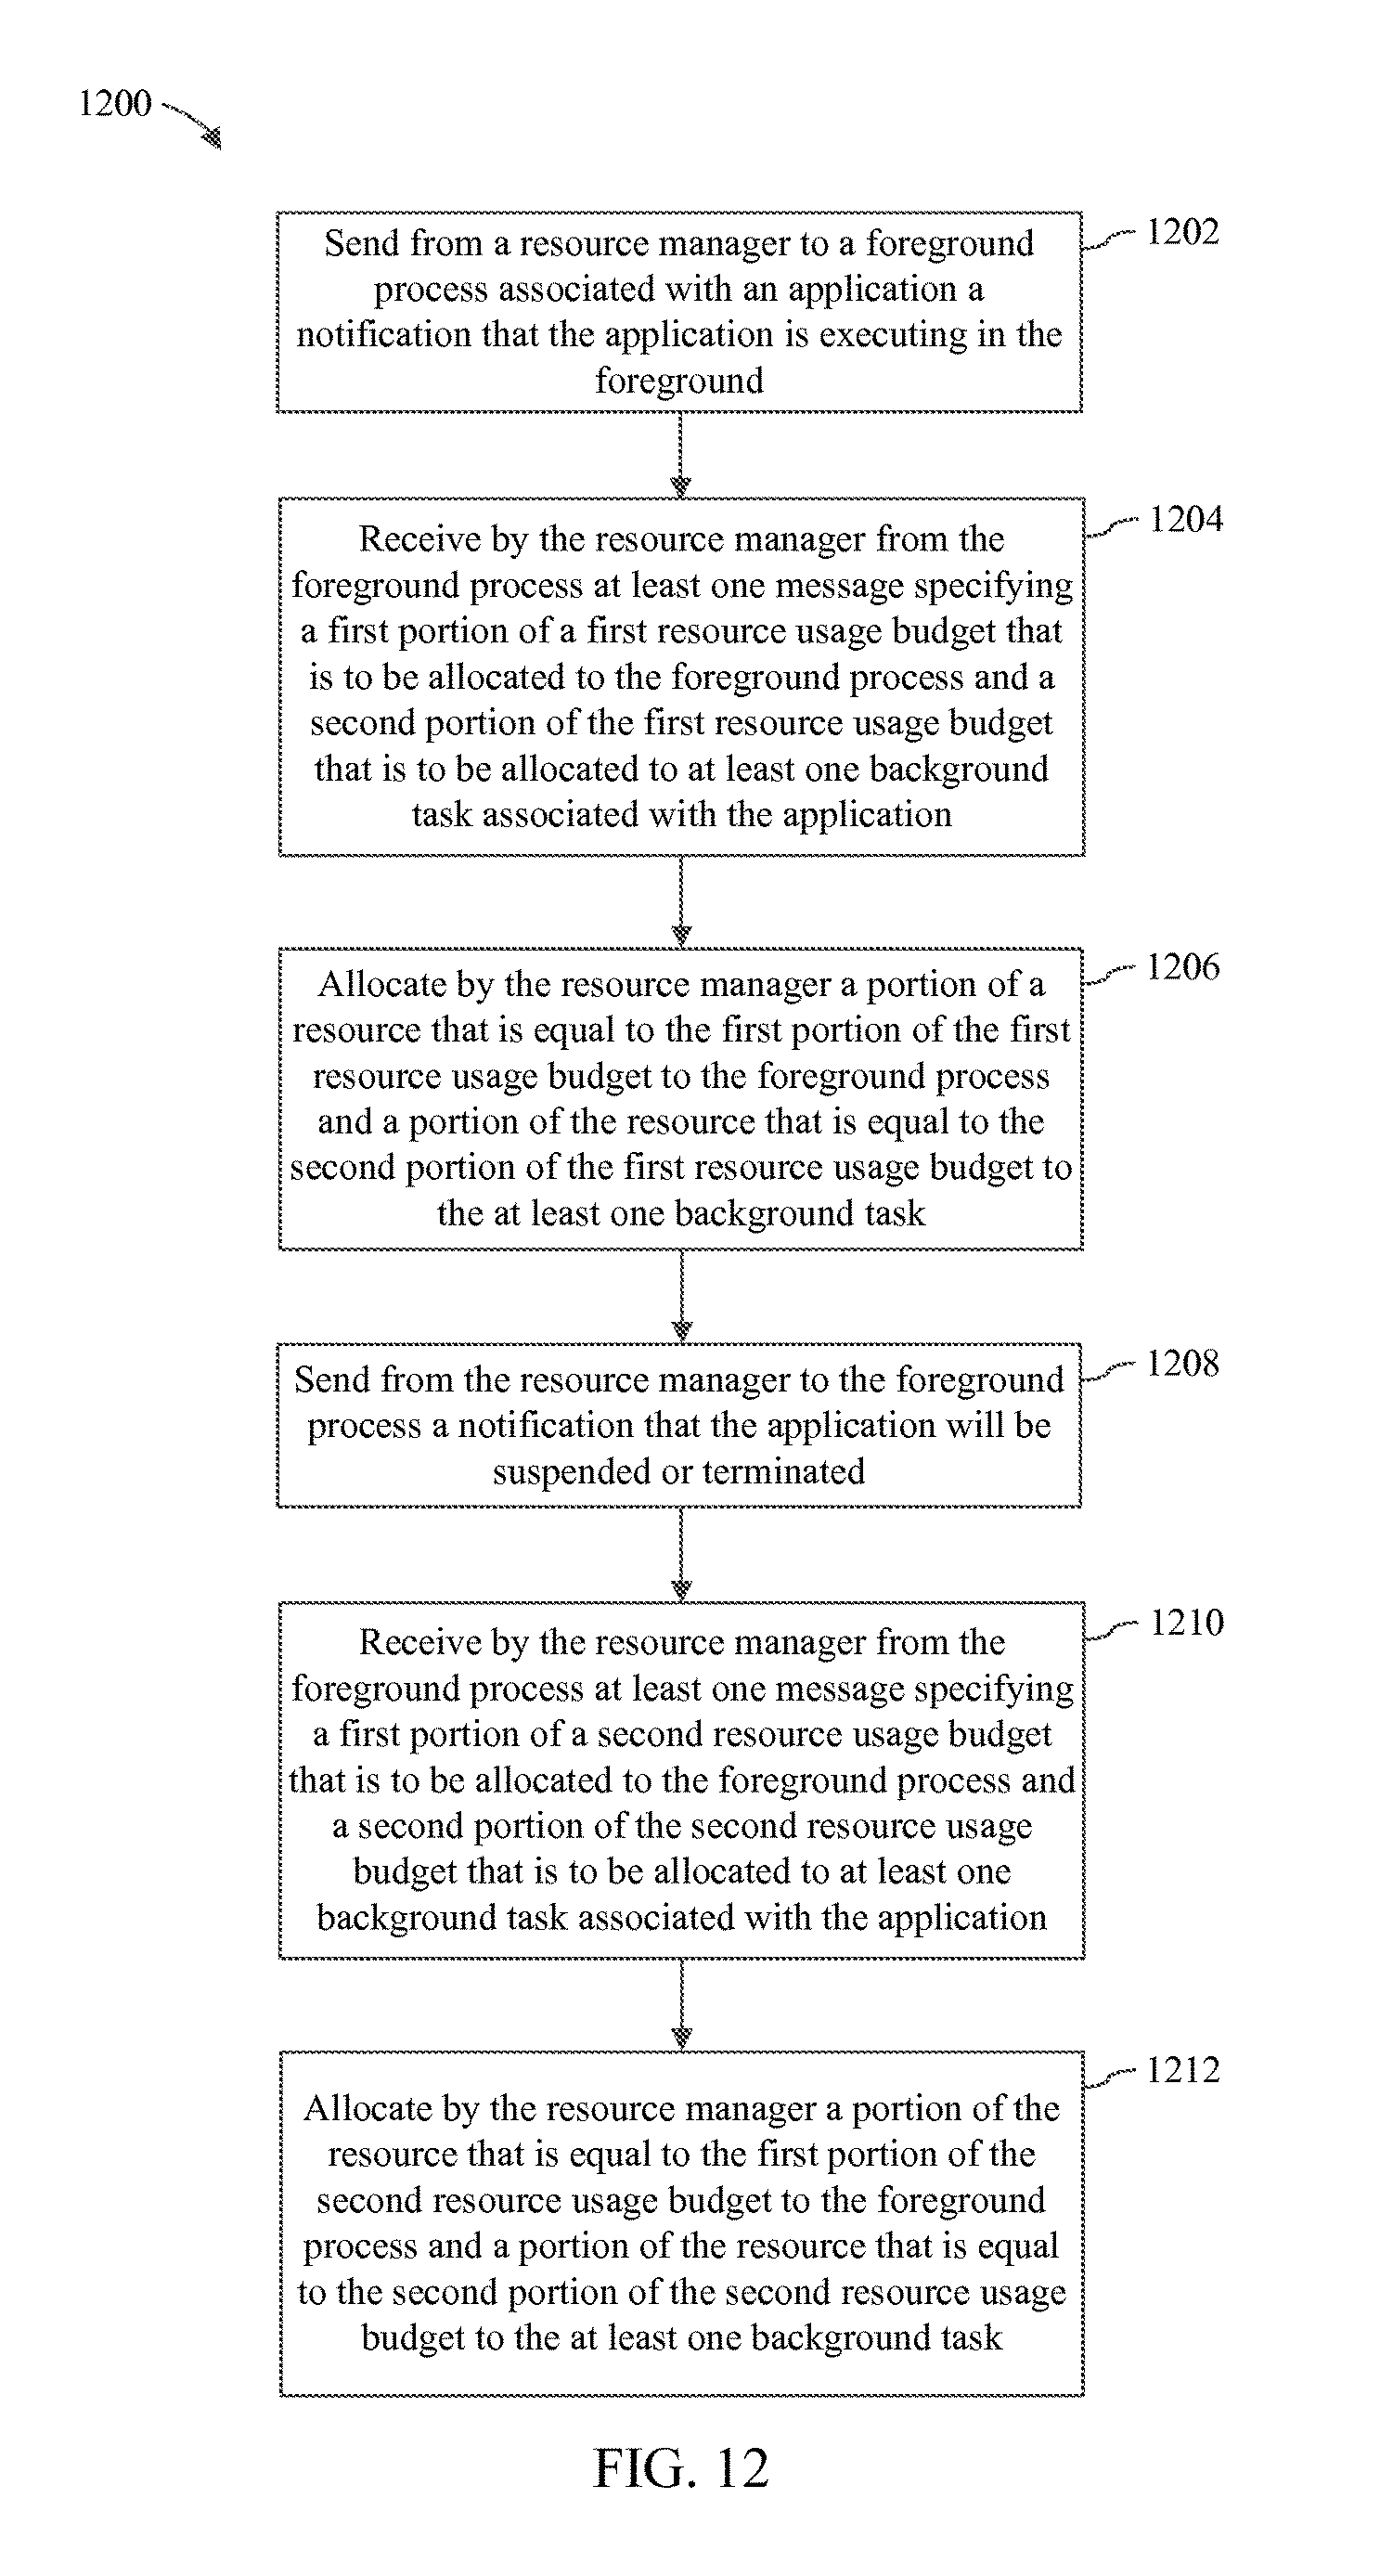 1200
Send from a resource manager to a foreground
process associated with an application a
notification that the application is executing in the
foreground
1202
Receive by the resource manager from the
foreground process at least one message specifying
a first portion of a first resource usage budget that
is to be allocated to the foreground process and a
second portion of the first resource usage budget
that is to be allocated to at least one background
task associated with the application
1204
Allocate by the resource manager a portion of a
resource that is equal to the first portion of the first
resource usage budget to the foreground process
and a portion of the resource that is equal to the
second portion of the first resource usage budget to
the at least one background task
1206
Send from the resource manager to the foreground
process a notification that the application will be
suspended or terminated
1208
Receive by the resource manager from the
foreground process at least one message specifying
a first portion of a second resource usage budget
that is to be allocated to the foreground process and
a second portion of the second resource usage
budget that is to be allocated to at least one
background task associated with the application
1210
Allocate by the resource manager a portion of the
resource that is equal to the first portion of the
second resource usage budget to the foreground
process and a portion of the resource that is equal
to the second portion of the second resource usage
budget to the at least one background task
1212
FIG. 12